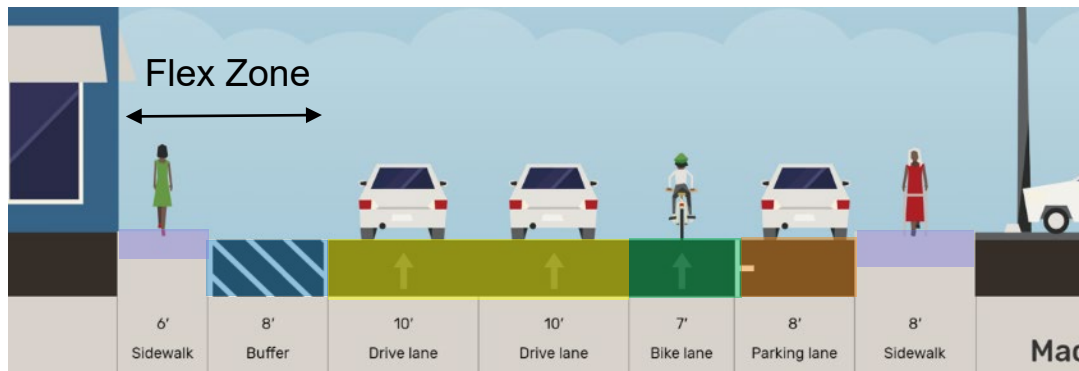 Flex Zone
6' 8' 10' 10' 7' 8' 8'
Sidewalk Buffer Drive lane Drive lane Bike lane Parking lane Sidewalk